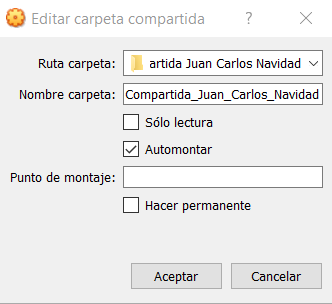 Editar carpeta compartida ?
Ruta carpeta: artida Juan Carlos Navidad
Nombre carpeta: Compartida_Juan_Carlos_Navidad
Sólo lectura
Automontar
Punto de montaje:
Hacer permanente
Aceptar Cancelar